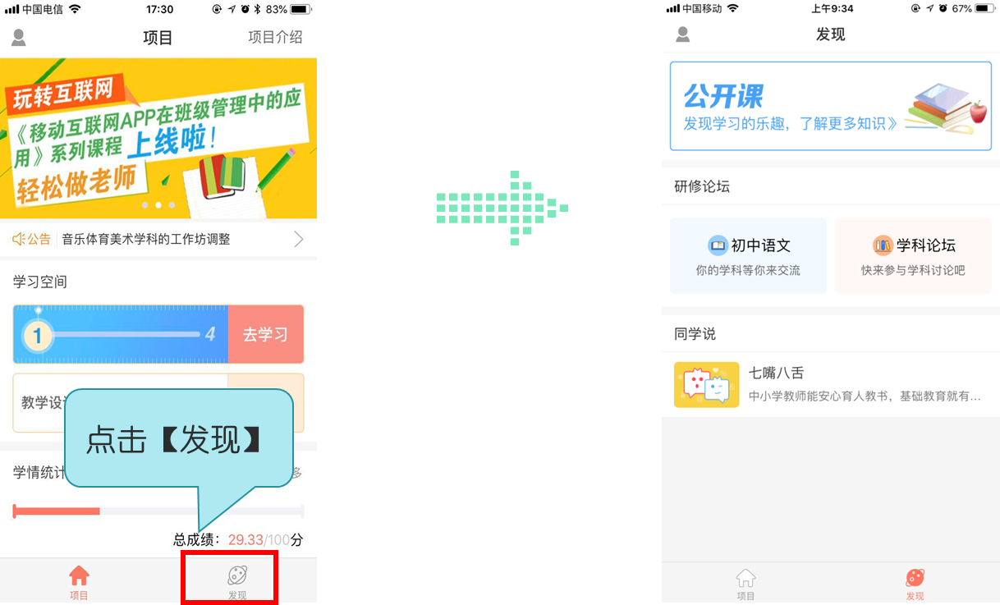 中国电信 17:30 83%
项目 项目介绍
玩转互联网
《移动互联网APP在班级管理中的应
用》系列课程 上线啦！
轻松做老师
公告 音乐体育美术学科的工作坊调整
学习空间
1 4 去学习
教学设
点击【发现】
学情统计 多
总成绩：29.33/100分
项目 发现
中国移动 上午9:34 67%
发现
公开课
发现学习的乐趣，了解更多知识》
研修论坛
初中语文 学科论坛
你的学科等你来交流 快来参与学科讨论吧
同学说
七嘴八舌
中小学教师能安心育人教书，基础教育就有...
项目 发现